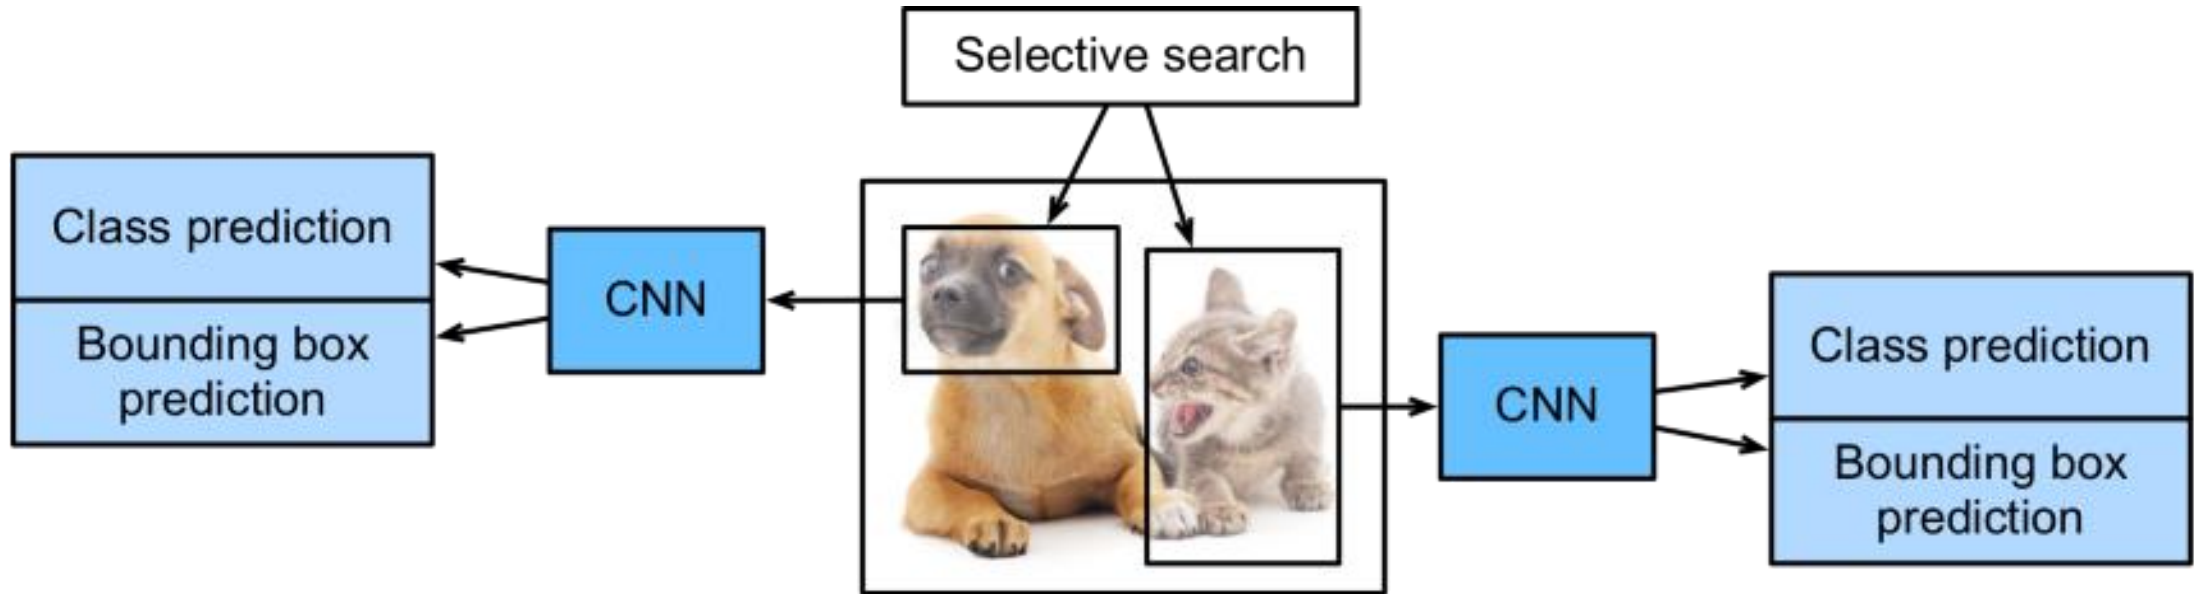 Selective search
Class prediction
Bounding box
prediction
CNN
CNN
Class prediction
Bounding box
prediction